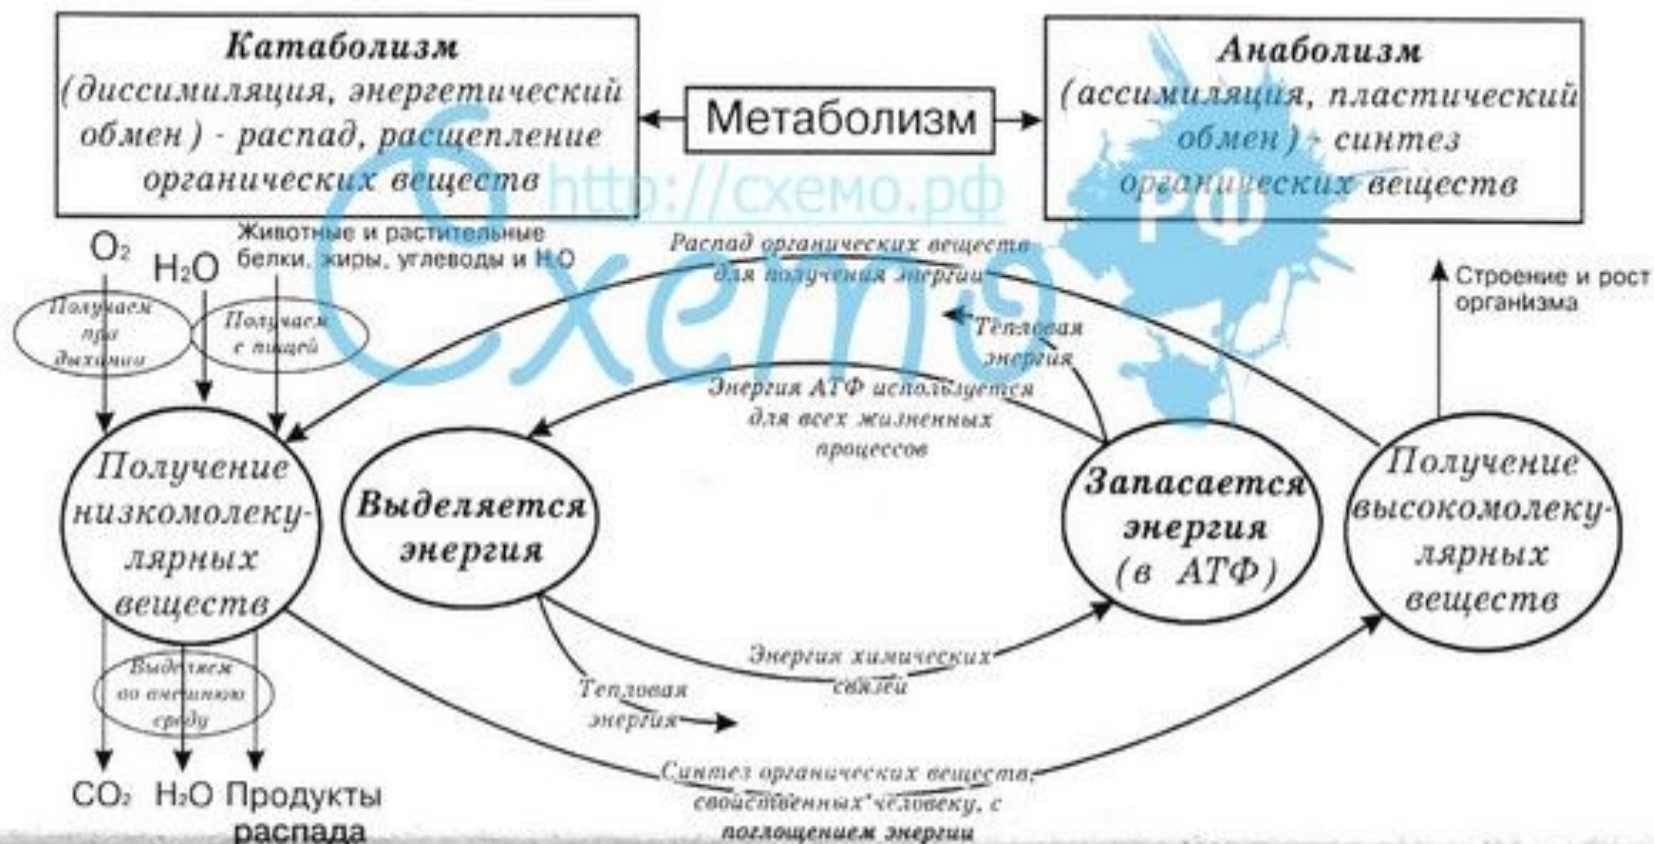 Катаболизм
(диссимиляция, энергетический
обмен) - распад, расщепление
органических веществ
Метаболизм
Анаболизм
(ассимиляция, пластический
обмен) - синтез
органических веществ
http://схемо.рф
Схемо
РФ
O₂
H₂O
Животные и растительные
белки, жиры, углеводы и H₂O
Получаем
при
дыхании
Получаем
с пищей
Распад органических веществ
для получения энергии
Тепловая
энергия
Энергия АТФ используется
для всех жизненных
процессов
Строение и рост
организма
Получение
низкомолеку-
лярных
веществ
Выделяется
энергия
Запасается
энергия
(в АТФ)
Получение
высокомолеку-
лярных
веществ
Выделяем
во внешнюю
среду
Энергия химических
связей
Тепловая
энергия
CO₂ H₂O Продукты
распада
Синтез органических веществ,
свойственных человеку, с
поглощением энергии